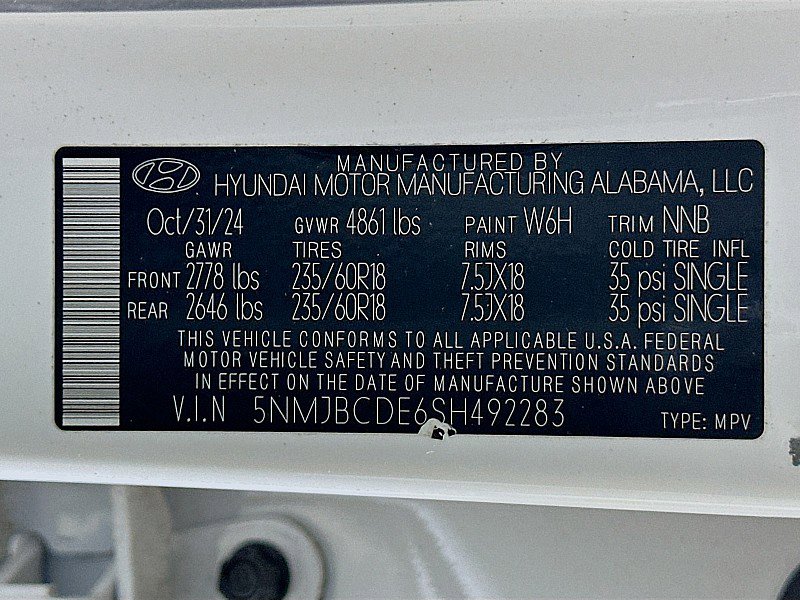 MANUFACTURED BY
HYUNDAI MOTOR MANUFACTURING ALABAMA, LLC
Oct/31/24 GVWR 4861 lbs PAINT W6H TRIM NNB
GAWR TIRES RIMS COLD TIRE INFL
FRONT 2778 lbs 235/60R18 7.5JX18 35 psi SINGLE
REAR 2646 lbs 235/60R18 7.5JX18 35 psi SINGLE
THIS VEHICLE CONFORMS TO ALL APPLICABLE U.S.A. FEDERAL
MOTOR VEHICLE SAFETY AND THEFT PREVENTION STANDARDS
IN EFFECT ON THE DATE OF MANUFACTURE SHOWN ABOVE
V.I.N 5NMJBCDE6SH492283 TYPE: MPV